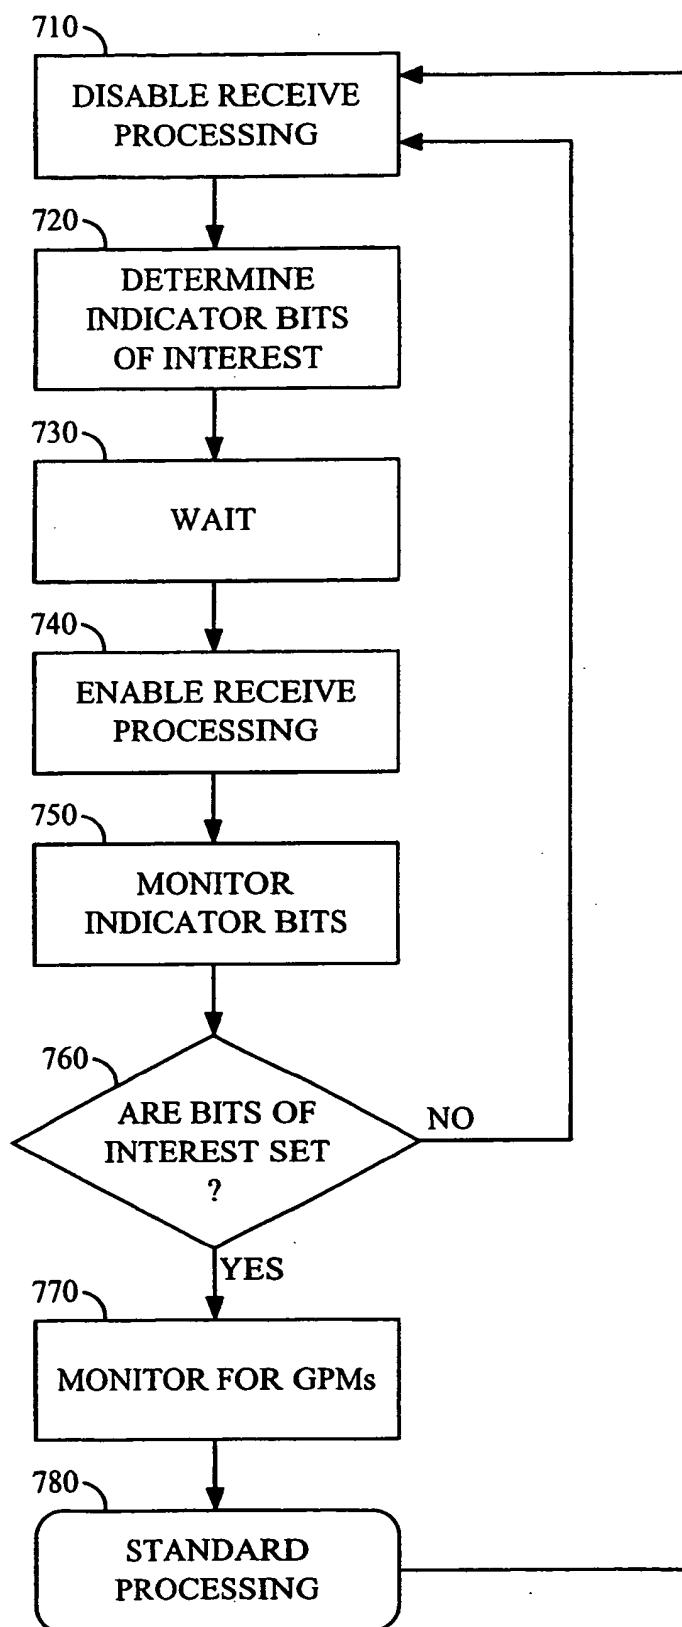 710
DISABLE RECEIVE
PROCESSING
720
DETERMINE
INDICATOR BITS
OF INTEREST
730
WAIT
740
ENABLE RECEIVE
PROCESSING
750
MONITOR
INDICATOR BITS
760
ARE BITS OF
INTEREST SET
?
NO
YES
770
MONITOR FOR GPMs
780
STANDARD
PROCESSING